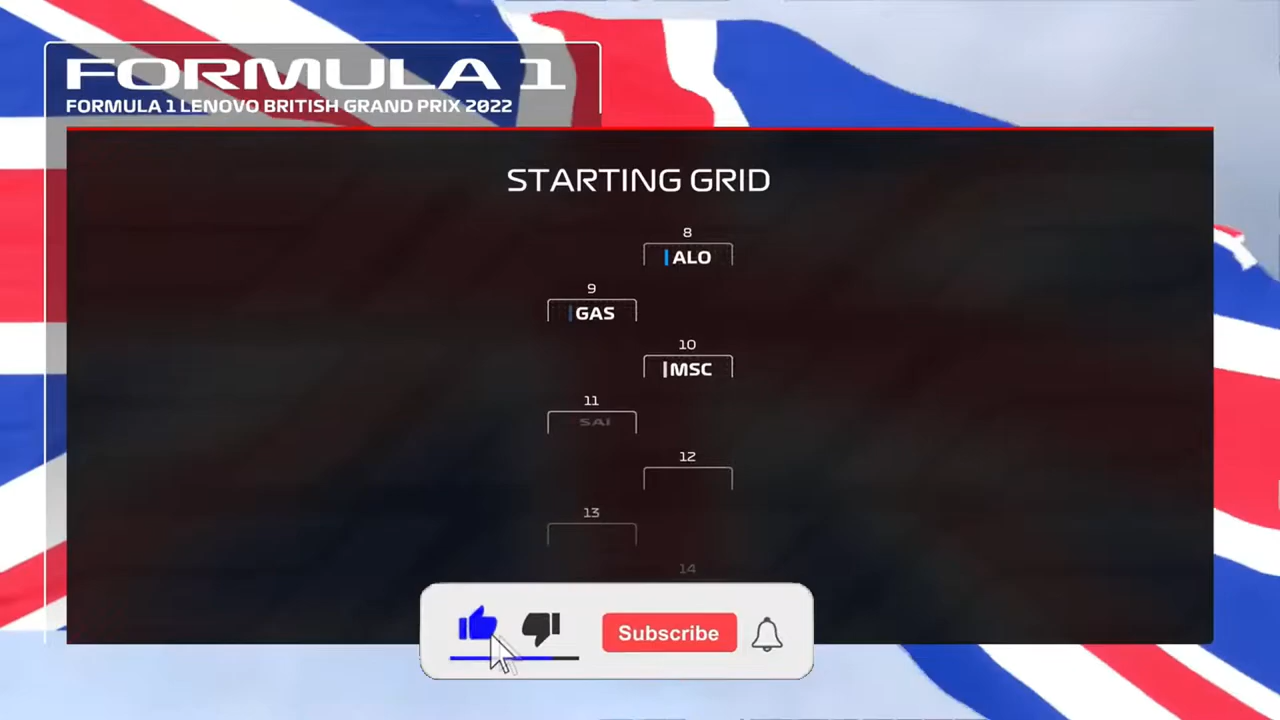 FORMULA 1
FORMULA 1 LENOVO BRITISH GRAND PRIX 2022
STARTING GRID
8
ALO
9
GAS
10
MSC
11
SAI
12
13
14
Subscribe